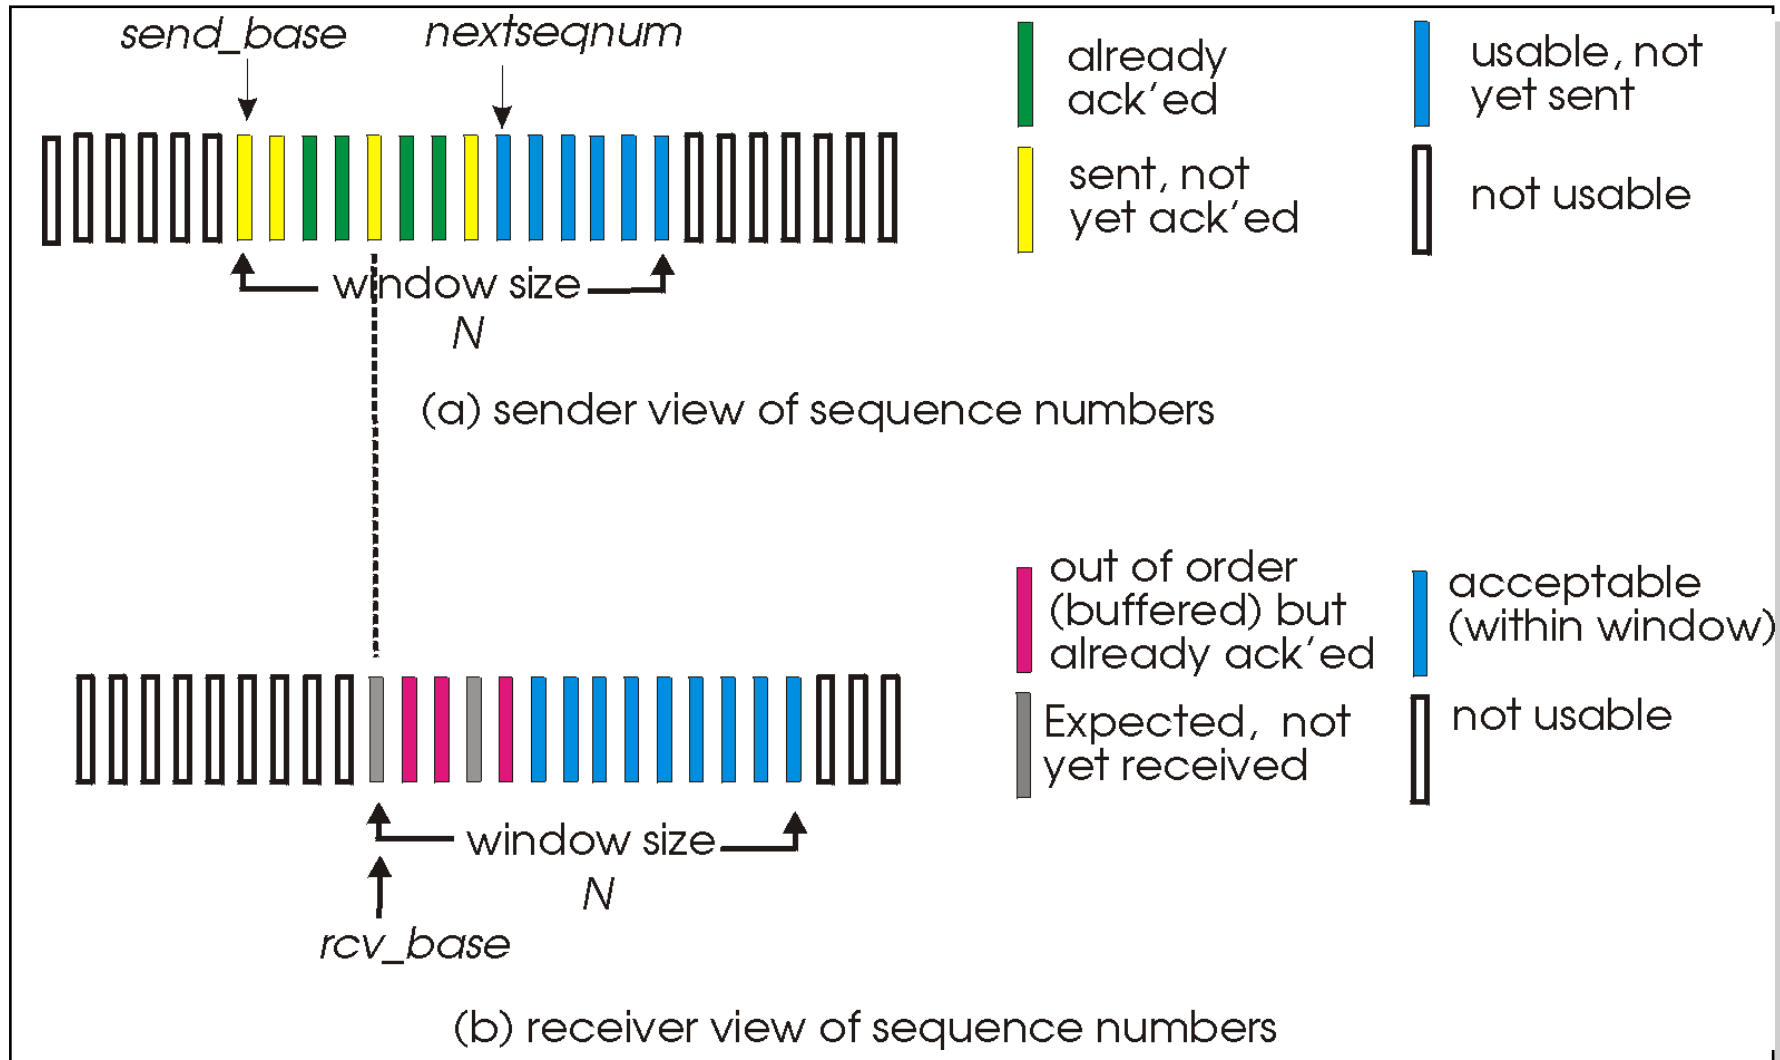 send_base
nextseqnum
already
ack'ed
usable, not
yet sent
sent, not
yet ack'ed
not usable
window size
N
(a) sender view of sequence numbers
out of order
(buffered) but
already ack'ed
acceptable
(within window)
Expected, not
yet received
not usable
window size
N
rcv_base
(b) receiver view of sequence numbers